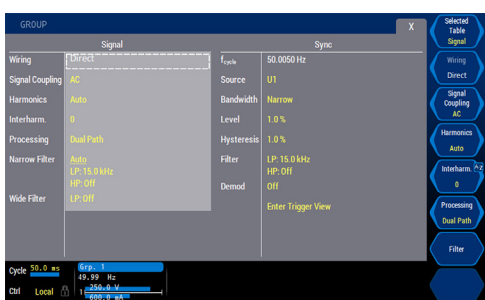 GROUP X
Signal Sync
Wiring Direct
Signal Coupling AC
Harmonics Auto
Interharm. 0
Processing Dual Path
Narrow Filter Auto
LP: 15.0 kHz
HP: Off
Wide Filter LP: Off
fcycle 50.0050 Hz
Source U1
Bandwidth Narrow
Level 1.0 %
Hysteresis 1.0 %
Filter LP: 15.0 kHz
HP: Off
Demod Off
Enter Trigger View
Selected
Table
Signal
Wiring
Direct
Signal
Coupling
AC
Harmonics
Auto
Interharm. AZ
0
Processing
Dual Path
Filter
Cycle 50.0 ms
Ctrl Local
Grp. 1
49.99 Hz
1 250.0 V
600.0 mA